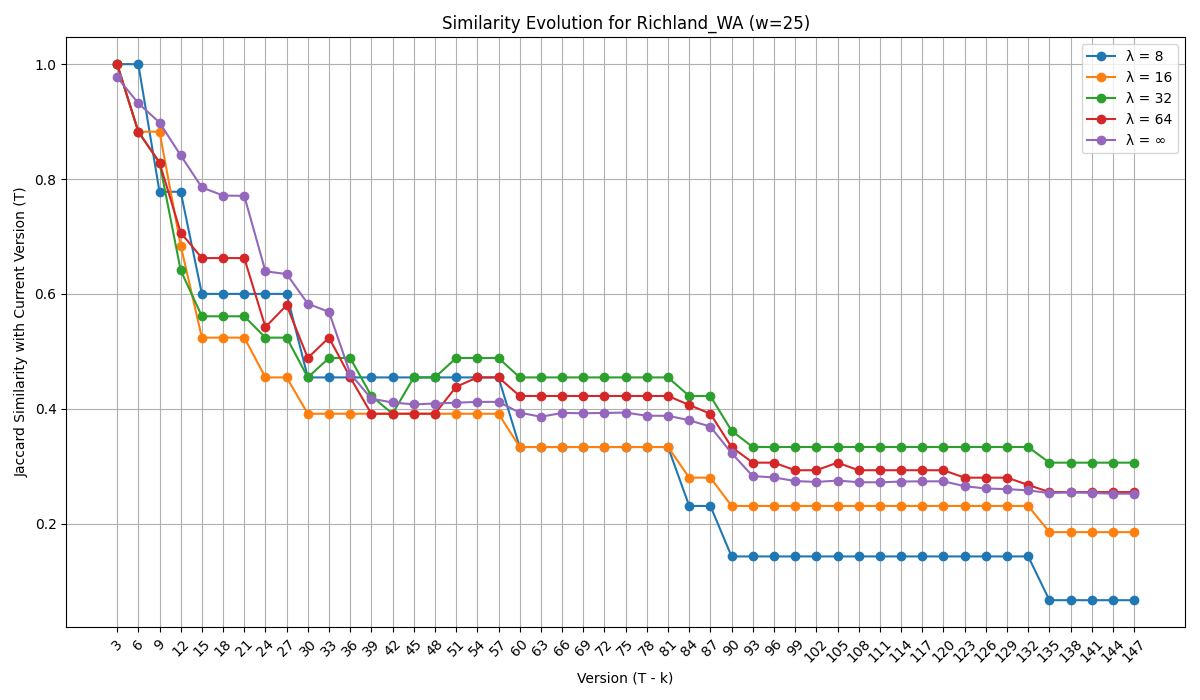 Similarity Evolution for Richland_WA (w=25)
Jaccard Similarity with Current Version (T)
1.0
0.8
0.6
0.4
0.2
λ = 8
λ = 16
λ = 32
λ = 64
λ = ∞
3 6 9 12 15 18 21 24 27 30 33 36 39 42 45 48 51 54 57 60 63 66 69 72 75 78 81 84 87 90 93 96 99 102 105 108 111 114 117 120 123 126 129 132 135 138 141 144 147
Version (T - k)